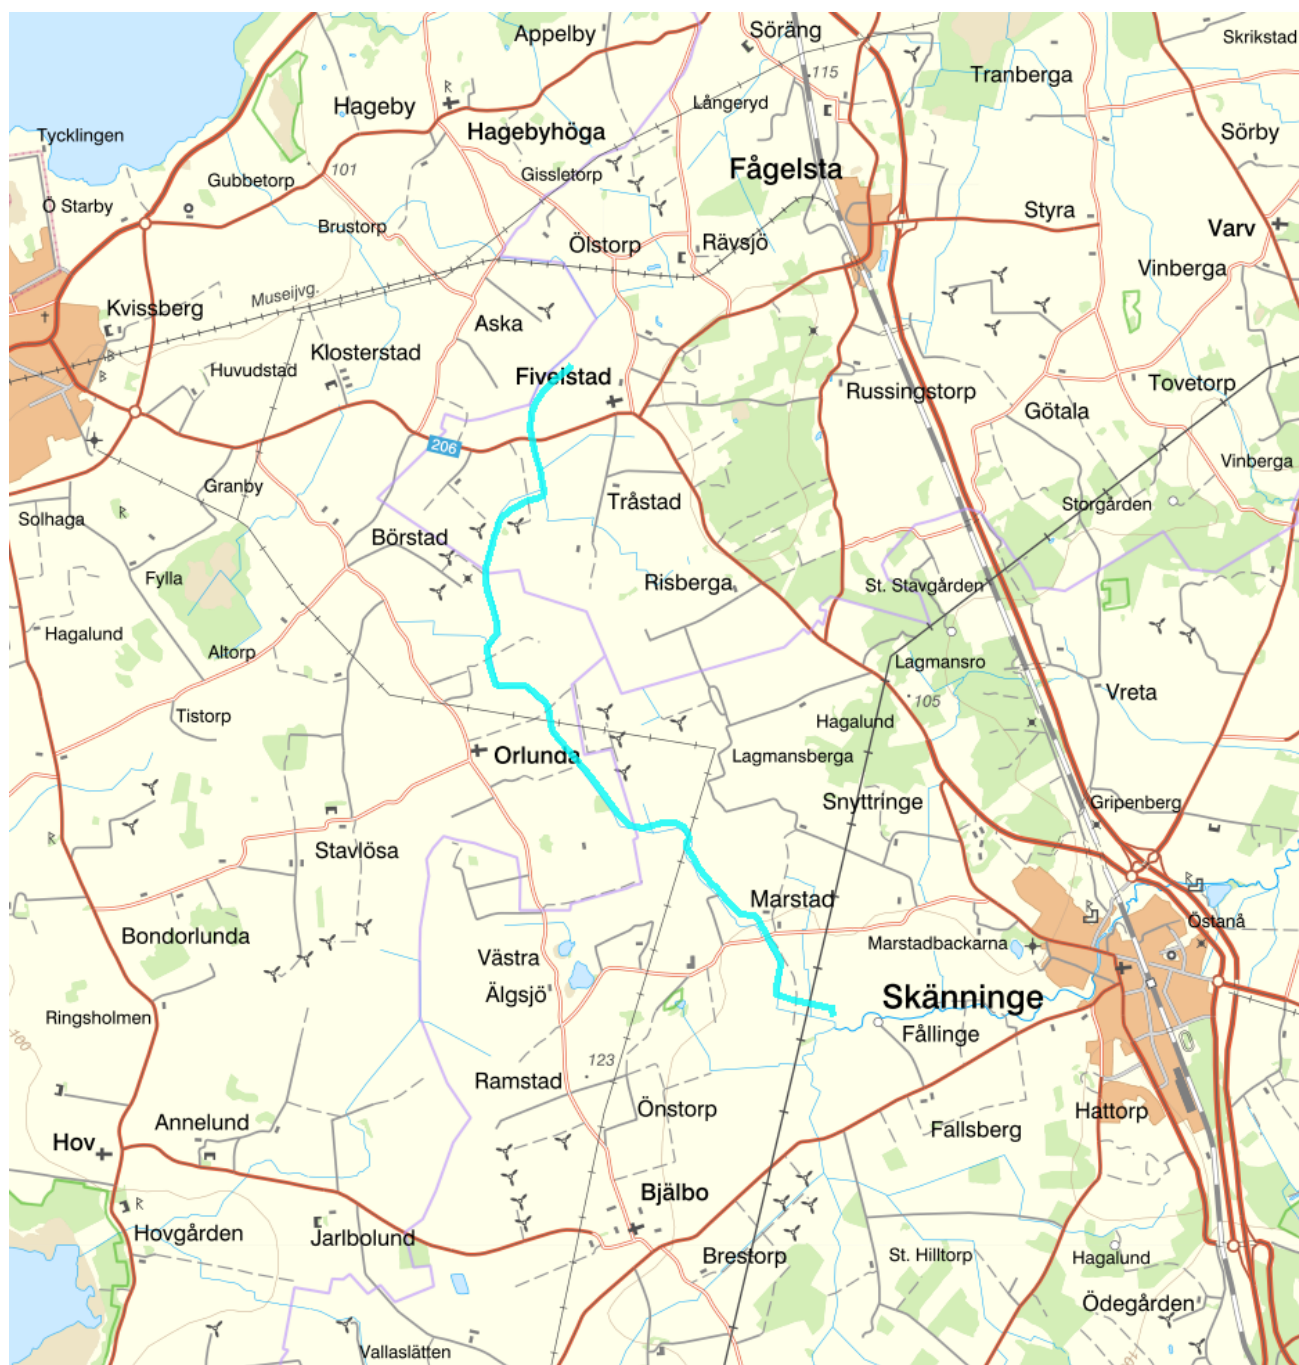 Appelby
Söräng
Skrikstad
115
Tranberga
Hageby
Långeryd
Tycklingen
Hagebyhöga
Sörby
101
Gissletorp
Fågelsta
Gubbetorp
Ö Starby
Brustorp
Styra
Varv
Ölstorp
Rävsjö
Vinberga
Museijvg.
Kvissberg
Aska
Klosterstad
Huvudstad
Fivelstad
Russingstorp
Tovetorp
Götala
206
Vinberga
Granby
Tråstad
Storgården
Solhaga
R
Börstad
Fylla
Risberga
St. Stavgården
Hagalund
Altorp
Lagmansro
105
Vreta
Tistorp
Hagalund
Orlunda
Lagmansberga
Snyttringe
Gripenberg
R
Stavlösa
R
Marstad
R
Östanå
Bondorlunda
Marstadbackarna
Västra
Älgsjö
Skänninge
Ringsholmen
Fållinge
100
123
Ramstad
Önstorp
Hattorp
Annelund
Fallsberg
Hov
Bjälbo
R
Hovgården
Jarlbolund
Brestorp
St. Hilltorp
Hagalund
Ödegården
Vallaslätten